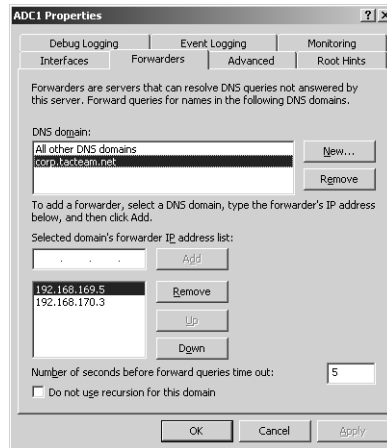 ADC1 Properties
Debug Logging Event Logging Monitoring
Interfaces Forwarders Advanced Root Hints
Forwarders are servers that can resolve DNS queries not answered by
this server. Forward queries for names in the following DNS domains.
DNS domain:
All other DNS domains
corp.tacteam.net
New...
Remove
To add a forwarder, select a DNS domain, type the forwarder's IP address
below, and then click Add.
Selected domain's forwarder IP address list:
. . . Add
192.168.169.5
192.168.170.3
Remove
Up
Down
Number of seconds before forward queries time out: 5
Do not use recursion for this domain
OK Cancel Apply